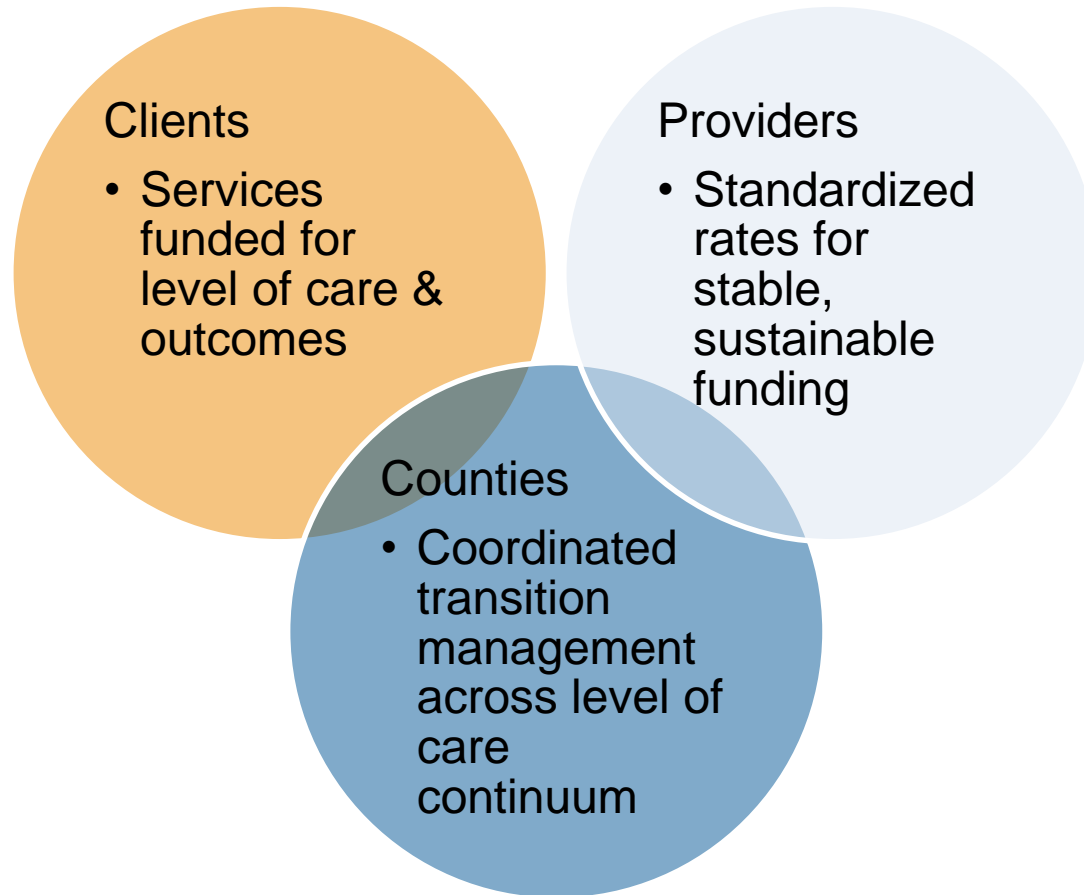 Clients
• Services
funded for
level of care &
outcomes
Providers
• Standardized
rates for
stable,
sustainable
funding
Counties
• Coordinated
transition
management
across level of
care
continuum